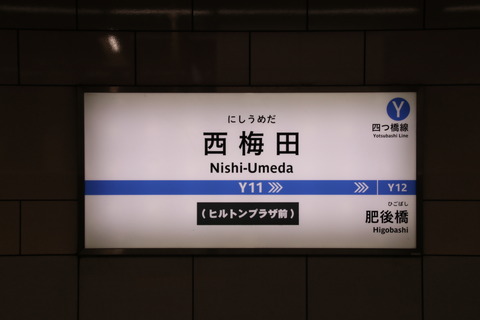 にしうめだ
西梅田
Nishi-Umeda
Y11
(ヒルトンプラザ前)
Y
四つ橋線
Yotsubashi Line
Y12
ひごばし
肥後橋
Higobashi